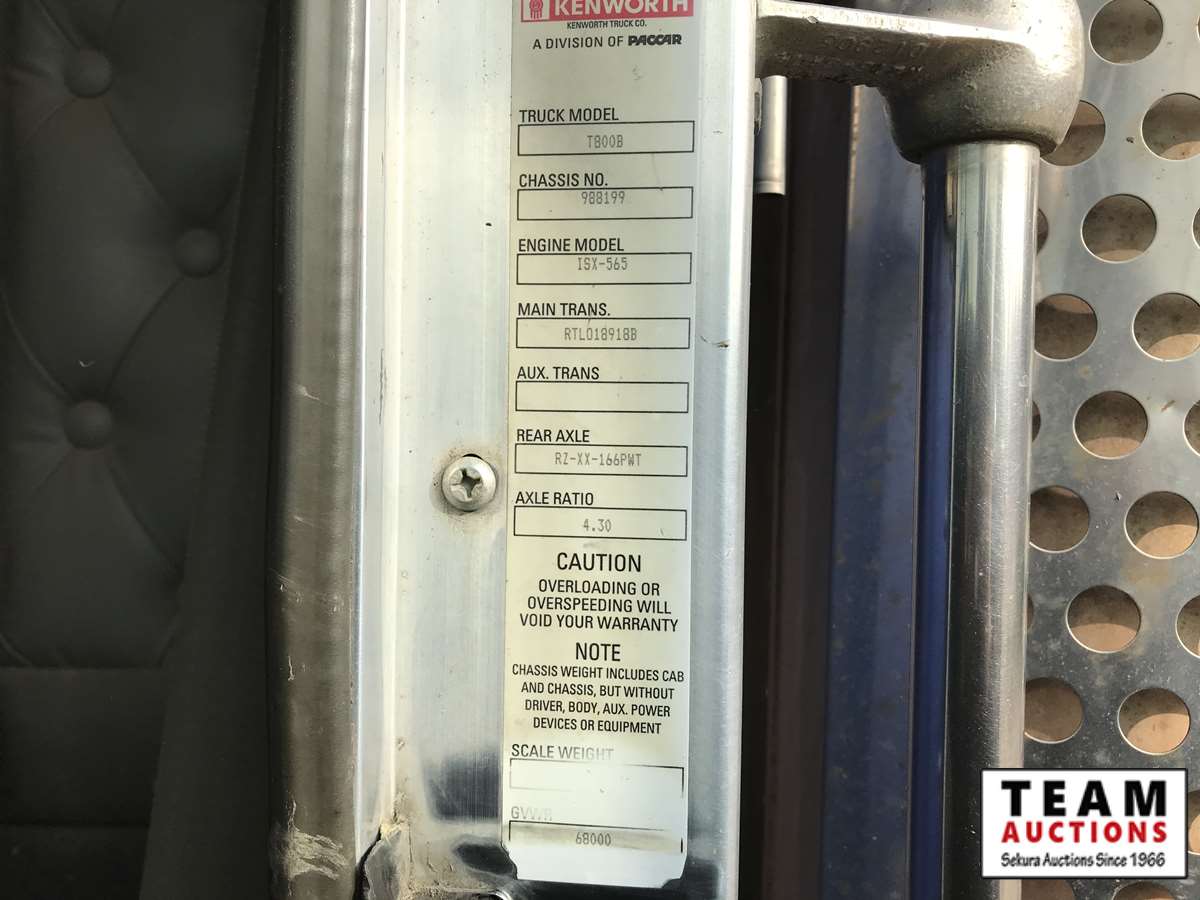 KENWORTH
KENWORTH TRUCK CO.
A DIVISION OF PACCAR
TRUCK MODEL
T800B
CHASSIS NO.
988199
ENGINE MODEL
ISX-565
MAIN TRANS.
RTLO18918B
AUX. TRANS
REAR AXLE
RZ-XX-166PWT
AXLE RATIO
4.30
CAUTION
OVERLOADING OR
OVERSPEEDING WILL
VOID YOUR WARRANTY
NOTE
CHASSIS WEIGHT INCLUDES CAB
AND CHASSIS, BUT WITHOUT
DRIVER, BODY, AUX. POWER
DEVICES OR EQUIPMENT
SCALE WEIGHT
GVWR
68000
TEAM
AUCTIONS
Sekura Auctions Since 1966